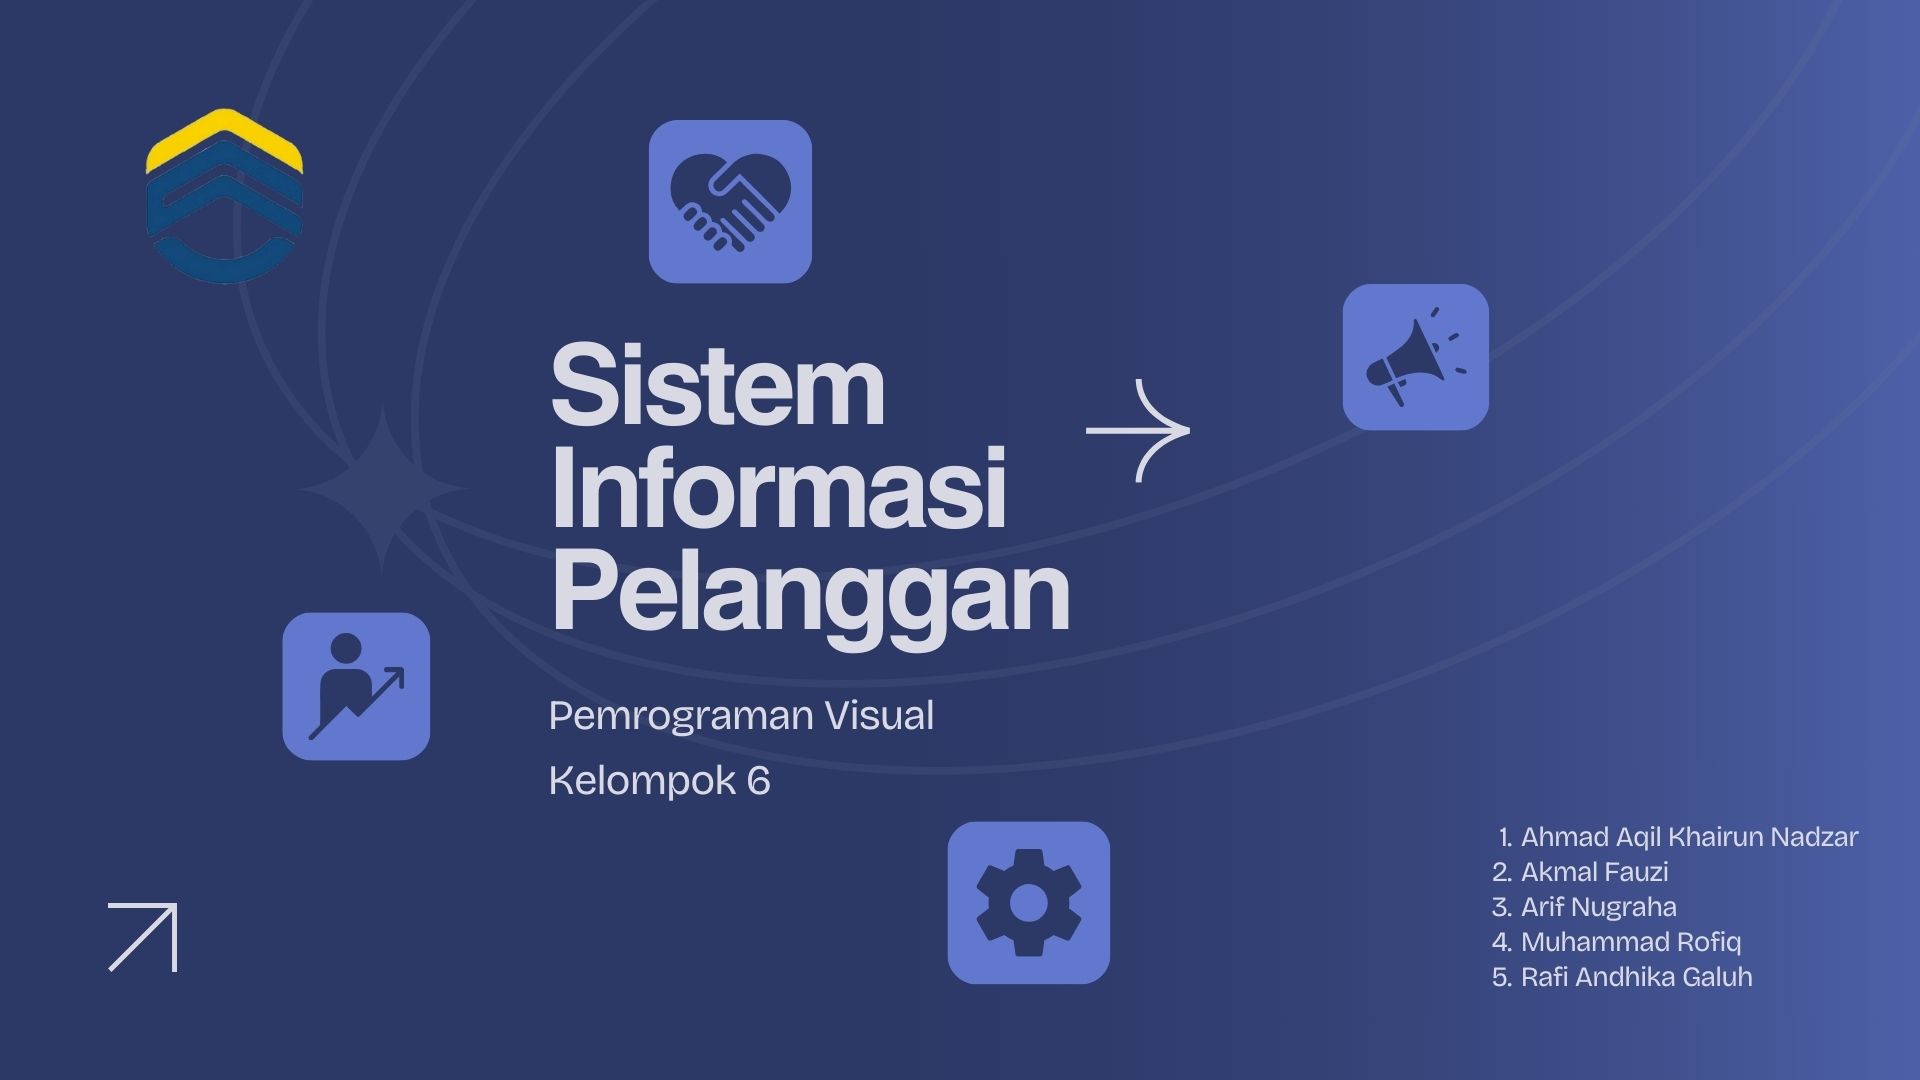 Sistem
Informasi
Pelanggan
Pemrograman Visual
Kelompok 6
1. Ahmad Aqil Khairun Nadzar
2. Akmal Fauzi
3. Arif Nugraha
4. Muhammad Rofiq
5. Rafi Andhika Galuh